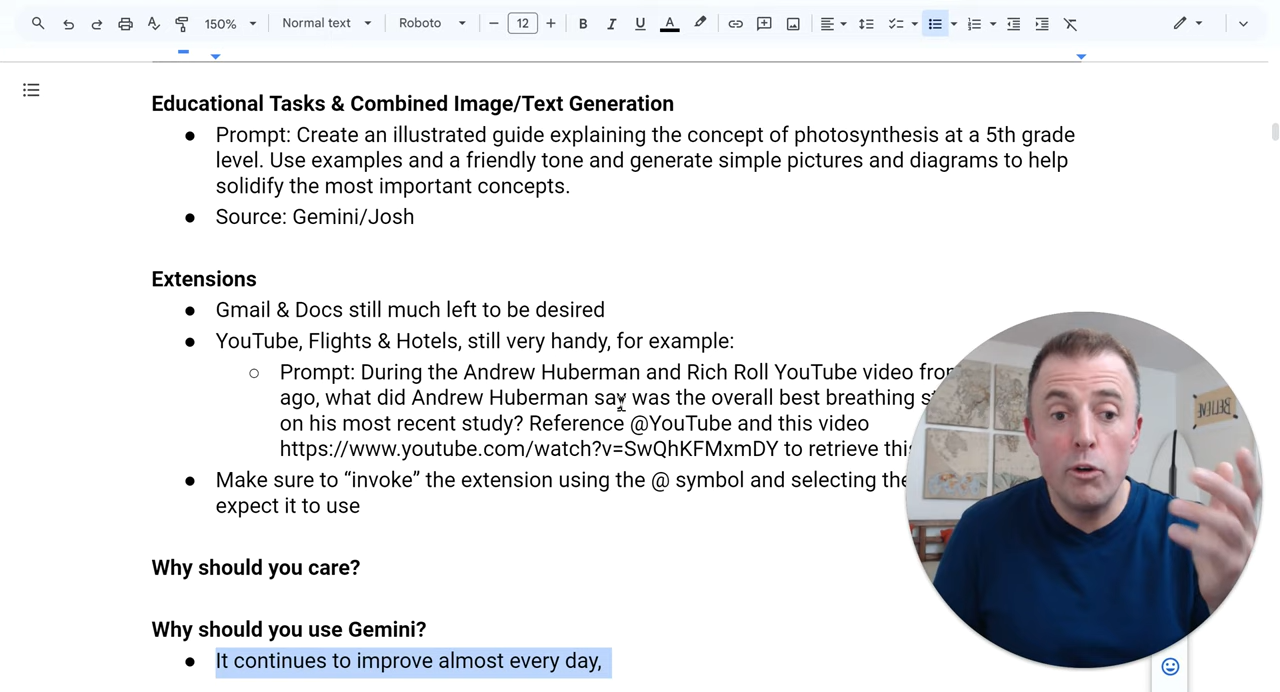 150% Normal text Roboto 12 B I U A
Educational Tasks & Combined Image/Text Generation
● Prompt: Create an illustrated guide explaining the concept of photosynthesis at a 5th grade
level. Use examples and a friendly tone and generate simple pictures and diagrams to help
solidify the most important concepts.
● Source: Gemini/Josh
Extensions
● Gmail & Docs still much left to be desired
● YouTube, Flights & Hotels, still very handy, for example:
○ Prompt: During the Andrew Huberman and Rich Roll YouTube video
ago, what did Andrew Huberman say was the overall best breathing
on his most recent study? Reference @YouTube and this video
https://www.youtube.com/watch?v=SwQhKFMxmDY to retrieve
● Make sure to “invoke” the extension using the @ symbol and selecting
expect it to use
BELIEVE
Why should you care?
Why should you use Gemini?
● It continues to improve almost every day,